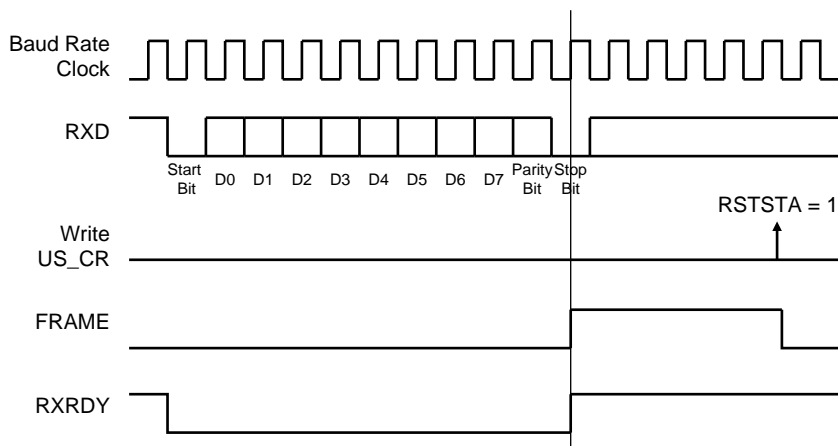 Baud Rate
Clock
RXD
Start
Bit
D0
D1
D2
D3
D4
D5
D6
D7
Parity
Bit
Stop
Bit
RSTSTA = 1
Write
US_CR
FRAME
RXRDY